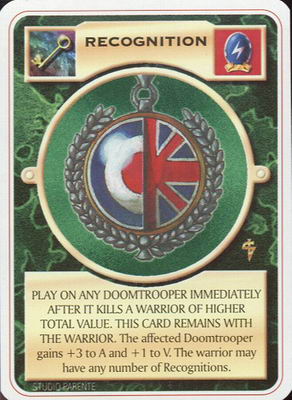 RECOGNITION
PLAY ON ANY DOOMTROOPER IMMEDIATELY
AFTER IT KILLS A WARRIOR OF HIGHER
TOTAL VALUE. THIS CARD REMAINS WITH
THE WARRIOR. The affected Doomtrooper
gains +3 to A and +1 to V. The warrior may
have any number of Recognitions.
STUDIO PARENTE